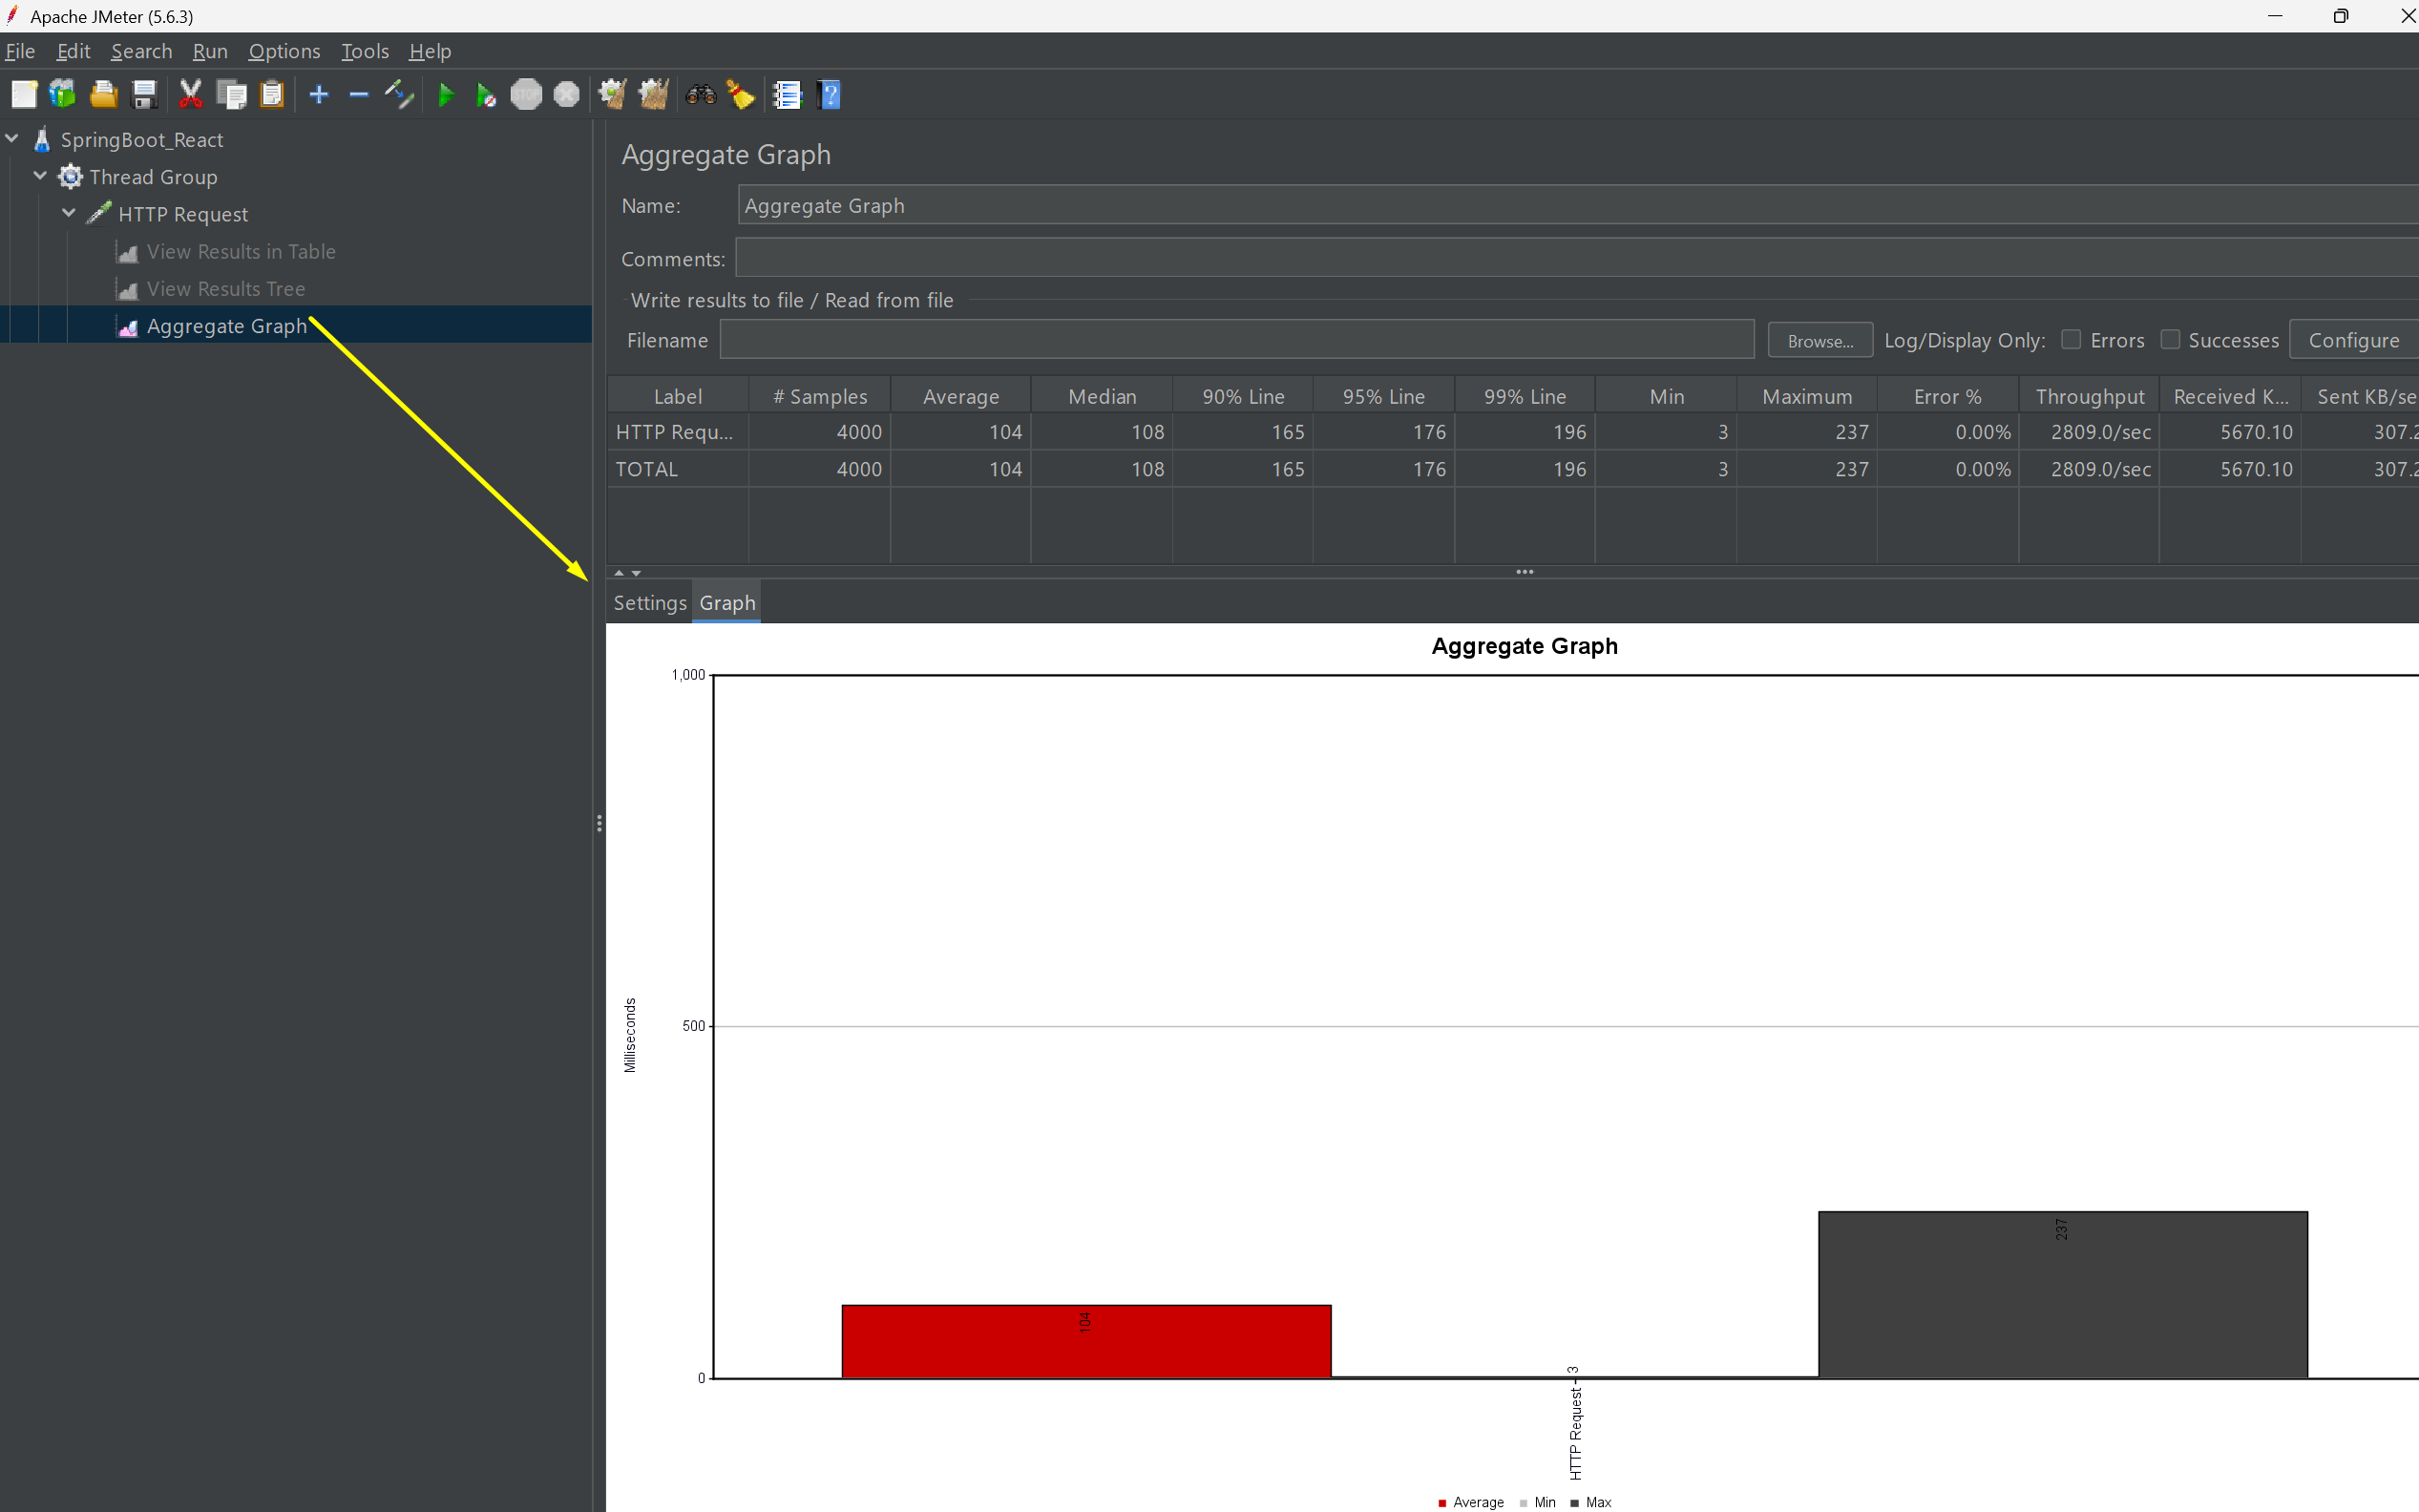 Apache JMeter (5.6.3)
File Edit Search Run Options Tools Help
STOP
SpringBoot_React
Thread Group
HTTP Request
View Results in Table
View Results Tree
Aggregate Graph
Aggregate Graph
Name: Aggregate Graph
Comments:
Write results to file / Read from file
Filename Browse... Log/Display Only: Errors Successes Configure
Label # Samples Average Median 90% Line 95% Line 99% Line Min Maximum Error % Throughput Received K... Sent KB/se
HTTP Requ... 4000 104 108 165 176 196 3 237 0.00% 2809.0/sec 5670.10 307.2
TOTAL 4000 104 108 165 176 196 3 237 0.00% 2809.0/sec 5670.10 307.2
Settings Graph
Aggregate Graph
1,000
500
0
Milliseconds
104
3
237
HTTP Request
Average Min Max